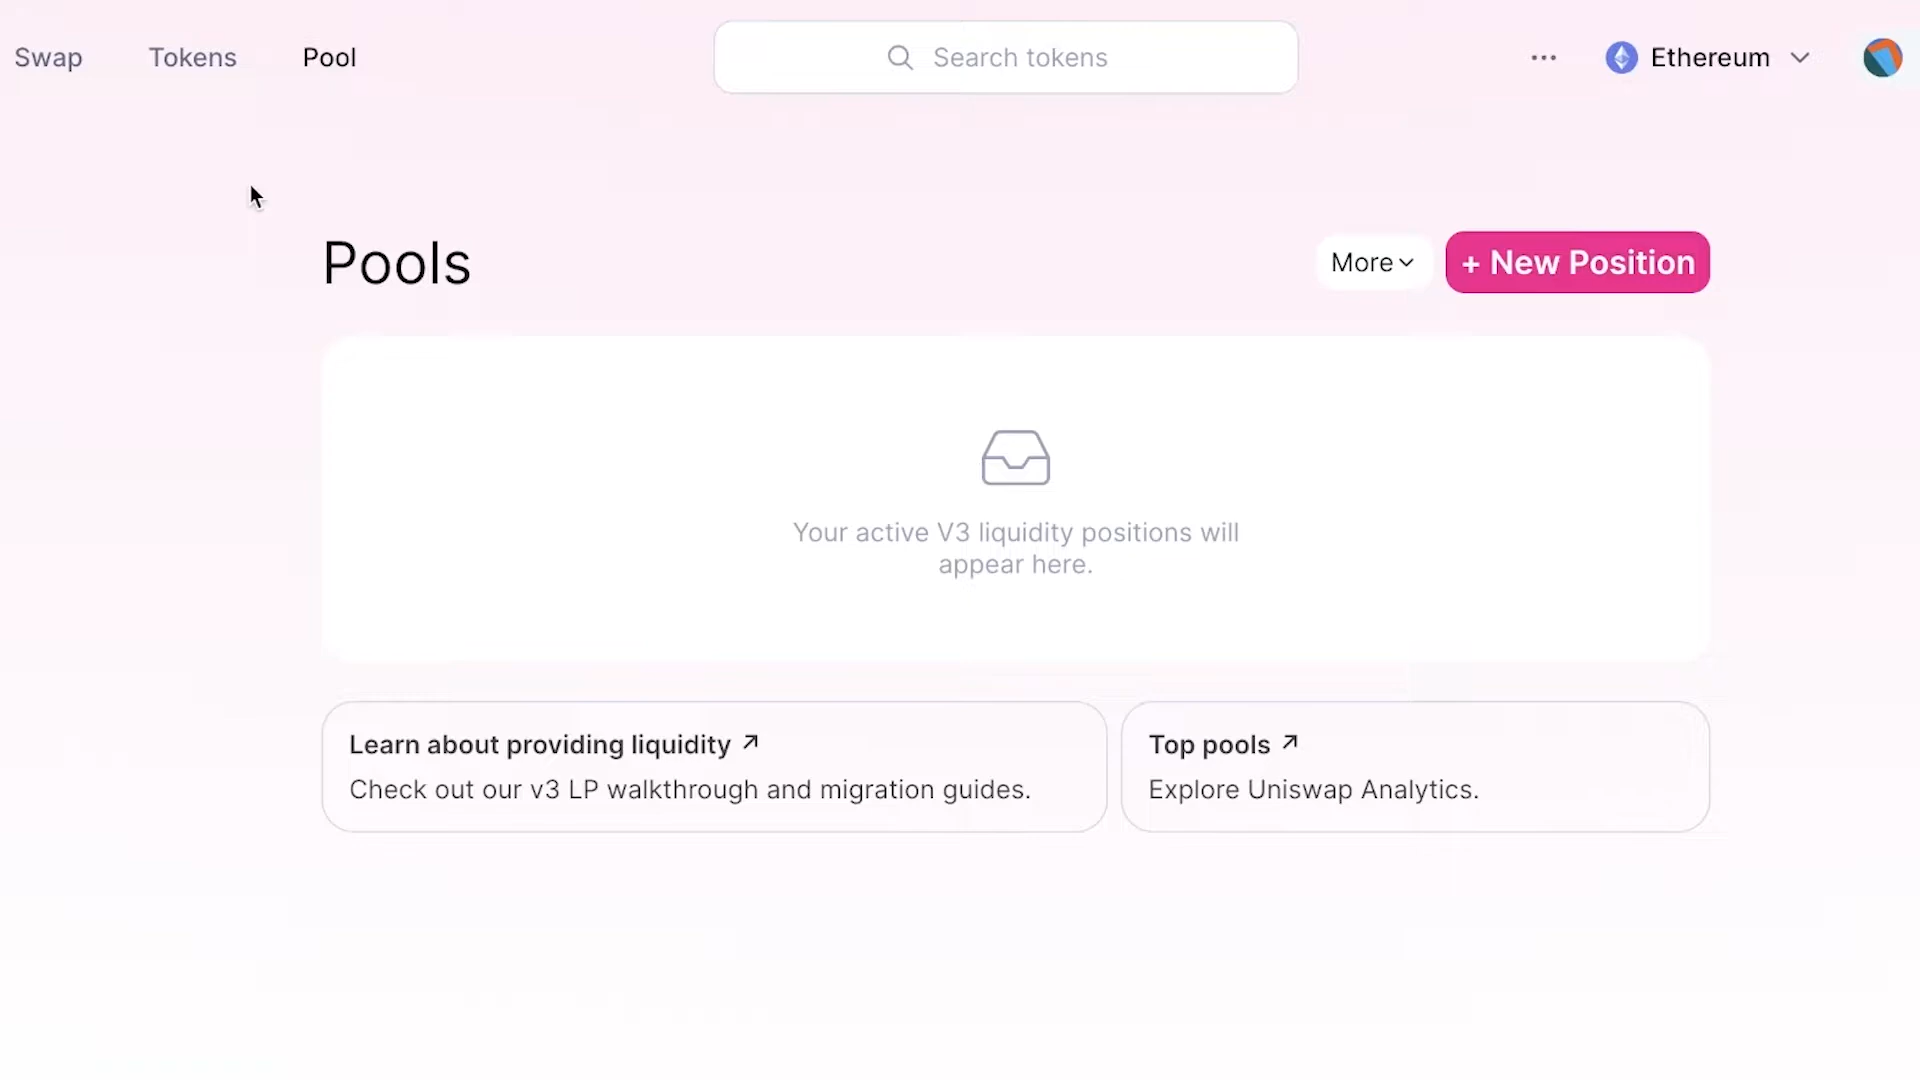 Swap
Tokens
Pool
Search tokens
Ethereum
Pools
More
+ New Position
Your active V3 liquidity positions will
appear here.
Learn about providing liquidity ↗
Check out our v3 LP walkthrough and migration guides.
Top pools ↗
Explore Uniswap Analytics.